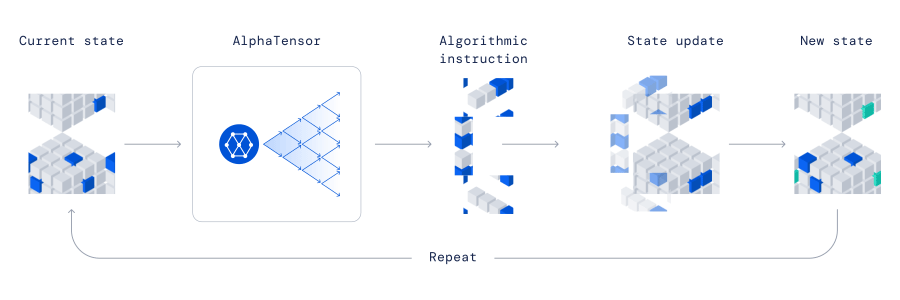 Current state
AlphaTensor
Algorithmic
instruction
State update
New state
Repeat